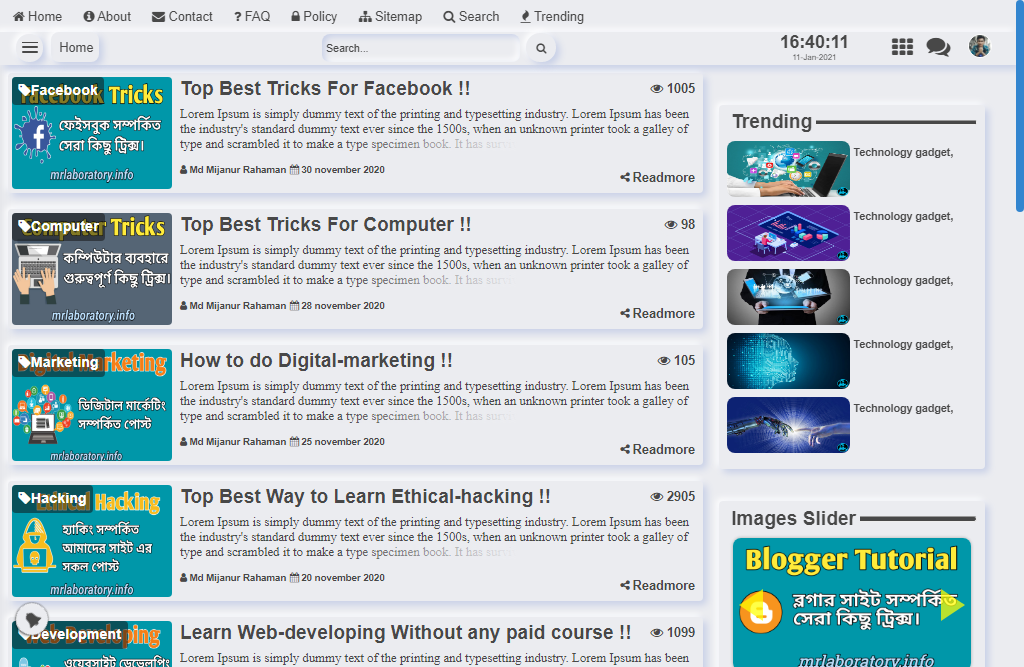 Home About Contact ? FAQ Policy Sitemap Search Trending
Home Search... 16:40:11
11-Jan-2021
Facebook
Tricks
ফেইসবুক সম্পর্কিত
সেরা কিছু ট্রিক্স।
mrlaboratory.info
Top Best Tricks For Facebook !! 1005
Lorem Ipsum is simply dummy text of the printing and typesetting industry. Lorem Ipsum has been
the industry's standard dummy text ever since the 1500s, when an unknown printer took a galley of
type and scrambled it to make a type specimen book. It has surv
Md Mijanur Rahaman 30 november 2020
Readmore
Computer
Tricks
কম্পিউটার ব্যবহারে
গুরুত্বপূর্ণ কিছু ট্রিক্স।
mrlaboratory.info
Top Best Tricks For Computer !! 98
Lorem Ipsum is simply dummy text of the printing and typesetting industry. Lorem Ipsum has been
the industry's standard dummy text ever since the 1500s, when an unknown printer took a galley of
type and scrambled it to make a type specimen book. It has surv
Md Mijanur Rahaman 28 november 2020
Readmore
Marketing
Digital Marketing
ডিজিটাল মার্কেটিং
সম্পর্কিত পোস্ট
mrlaboratory.info
How to do Digital-marketing !! 105
Lorem Ipsum is simply dummy text of the printing and typesetting industry. Lorem Ipsum has been
the industry's standard dummy text ever since the 1500s, when an unknown printer took a galley of
type and scrambled it to make a type specimen book. It has surv
Md Mijanur Rahaman 25 november 2020
Readmore
Hacking
Ethical Hacking
হ্যাকিং সম্পর্কিত
আমাদের সাইট এর
সকল পোস্ট
mrlaboratory.info
Top Best Way to Learn Ethical-hacking !! 2905
Lorem Ipsum is simply dummy text of the printing and typesetting industry. Lorem Ipsum has been
the industry's standard dummy text ever since the 1500s, when an unknown printer took a galley of
type and scrambled it to make a type specimen book. It has surv
Md Mijanur Rahaman 20 november 2020
Readmore
Development
Web Developing
ওয়েবসাইট ডেভেলপিং
Learn Web-developing Without any paid course !! 1099
Lorem Ipsum is simply dummy text of the printing and typesetting industry. Lorem Ipsum has been
Trending
Technology gadget,
Technology gadget,
Technology gadget,
Technology gadget,
Technology gadget,
Images Slider
Blogger Tutorial
ব্লগার সাইট সম্পর্কিত
সেরা কিছু ট্রিক্স।
mrlaboratory.info